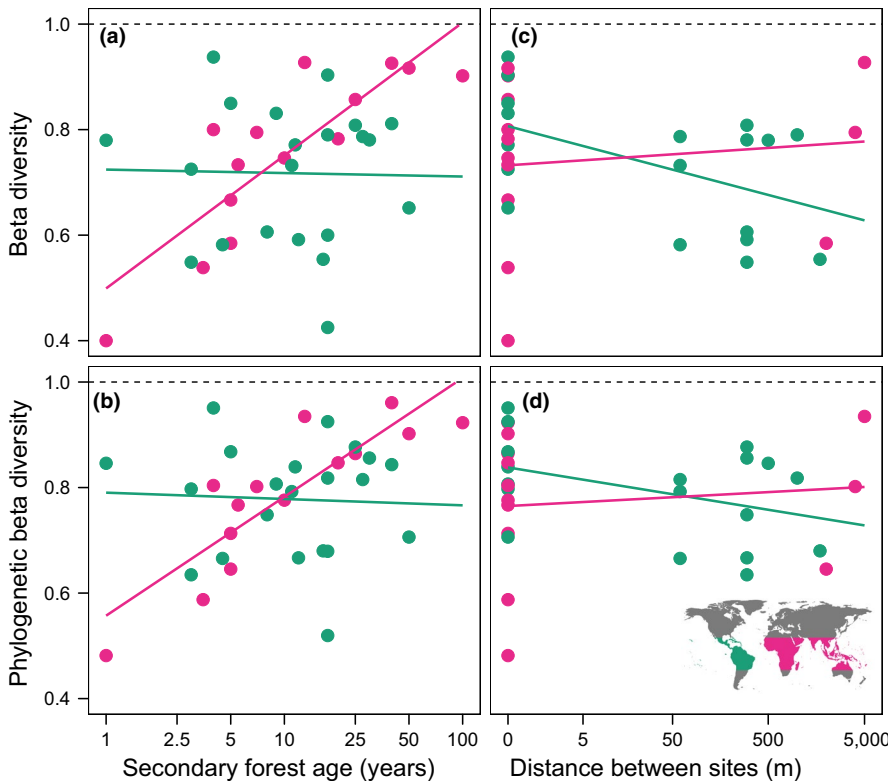 (a)
(c)
Beta diversity
1.0
0.8
0.6
0.4
(b)
(d)
Phylogenetic beta diversity
1.0
0.8
0.6
0.4
1 2.5 5 10 25 50 100
0 5 50 500 5,000
Secondary forest age (years)
Distance between sites (m)